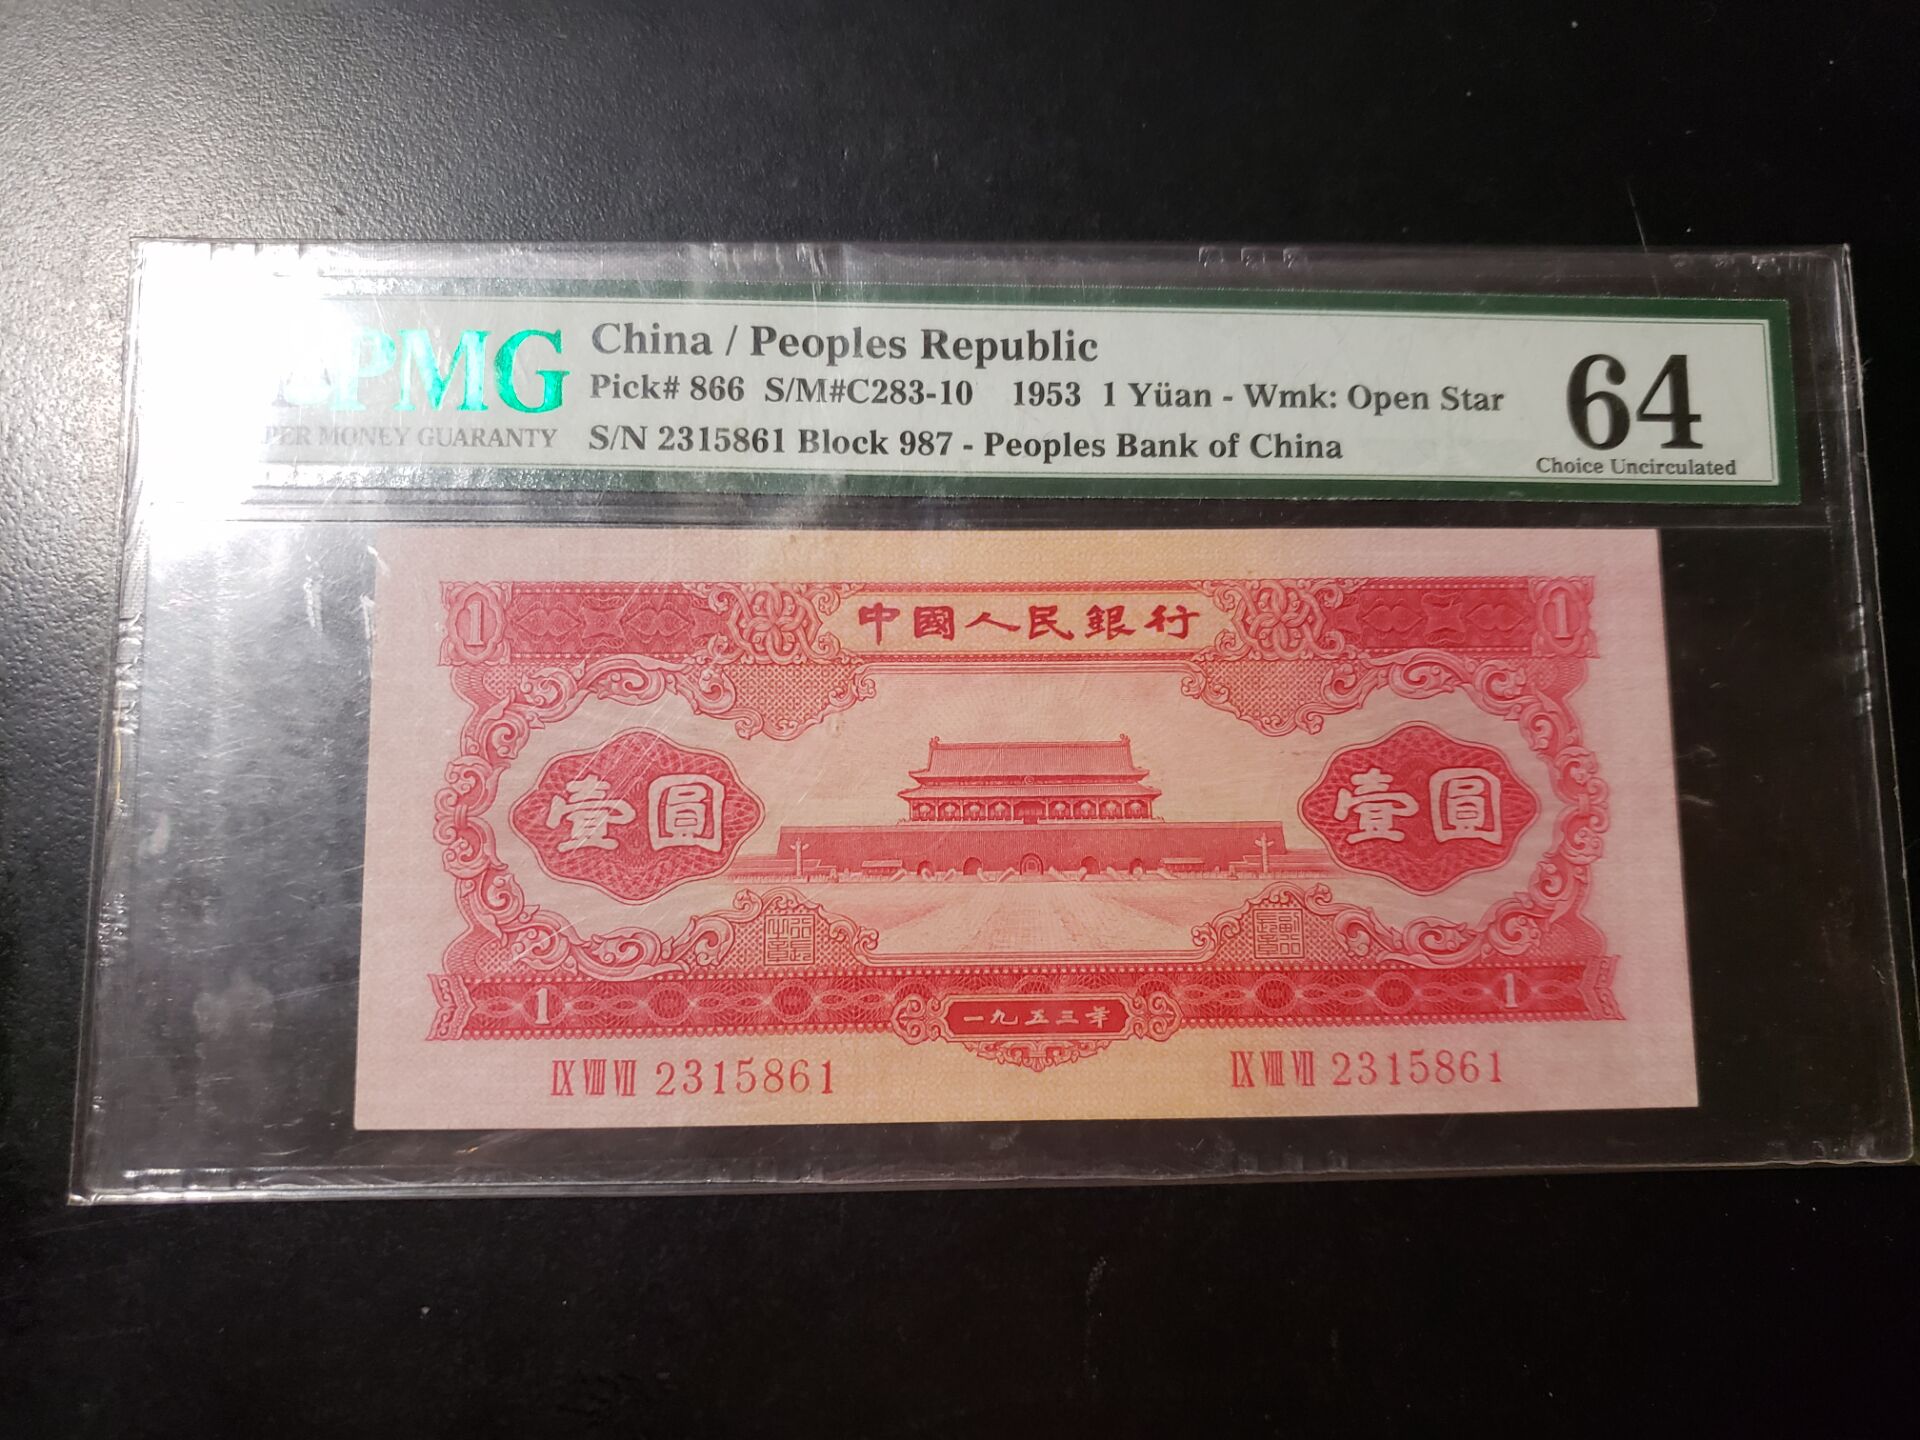 PMG
PER MONEY GUARANTY
China / Peoples Republic
Pick# 866 S/M#C283-10 1953 1 Yüan - Wmk: Open Star
S/N 2315861 Block 987 - Peoples Bank of China
64
Choice Uncirculated
1 中國人民銀行 1
壹圓 壹圓
1 一九五三年 1
IX VIII VII 2315861 IX VIII VII 2315861